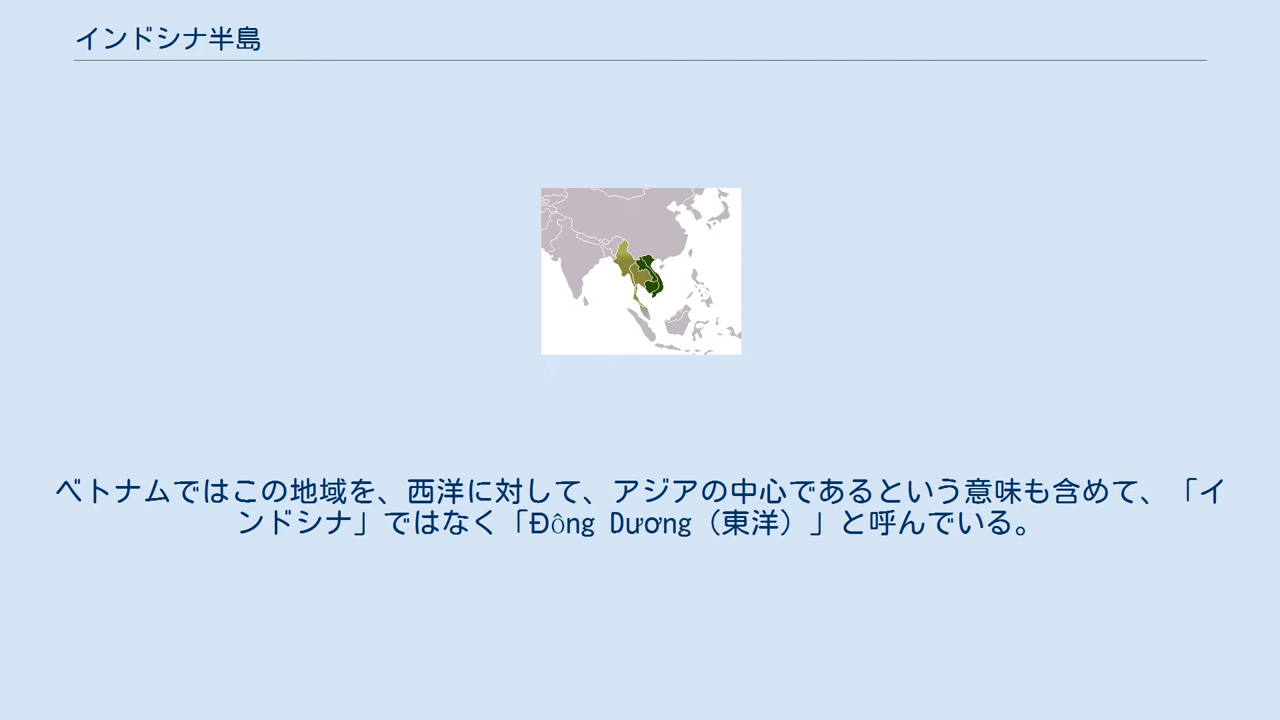 インドシナ半島
ベトナムではこの地域を、西洋に対して、アジアの中心であるという意味も含めて、「イ
ンドシナ」ではなく「Đông Dương（東洋）」と呼んでいる。